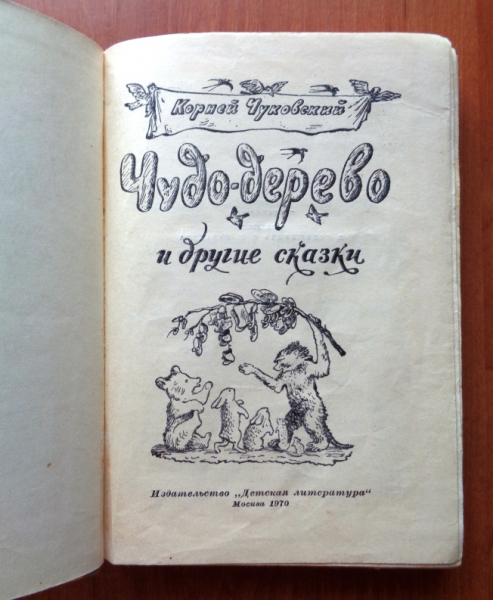 Корней Чуковский
Чудо-дерево
и другие сказки
Издательство „Детская литература“
Москва 1970